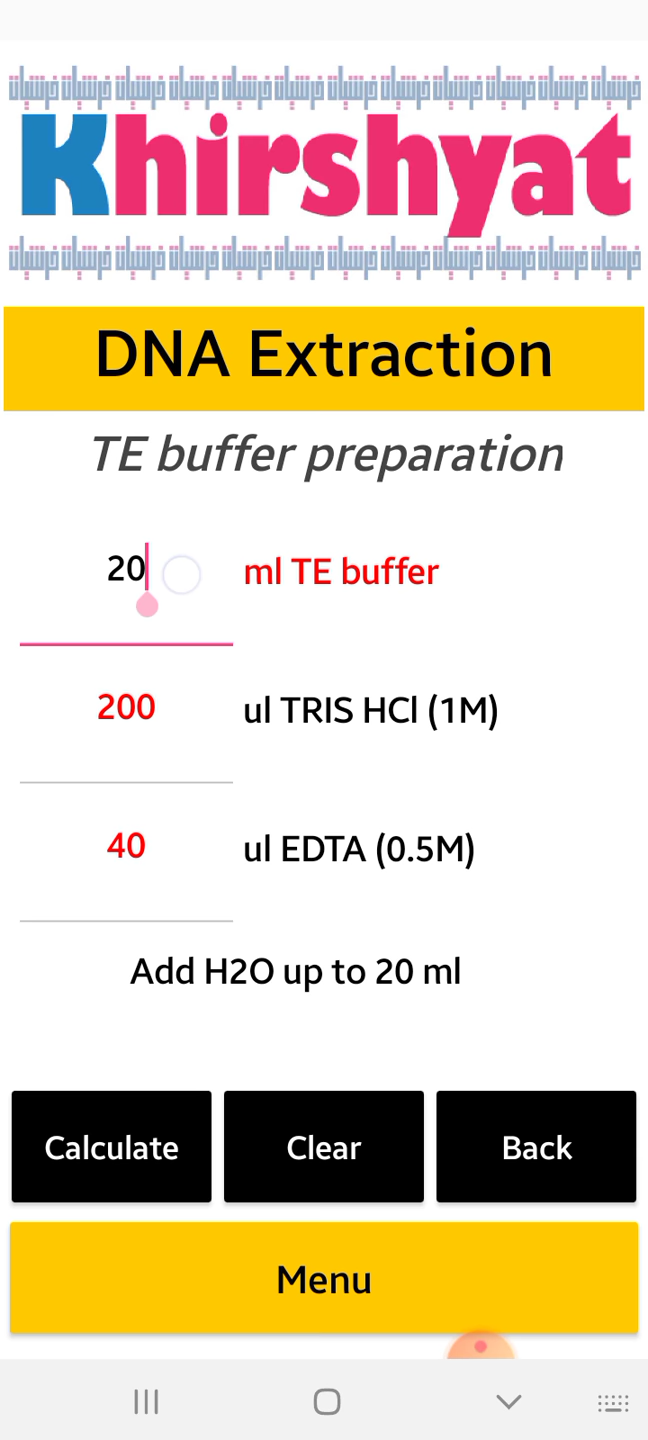 Khirshyat
DNA Extraction
TE buffer preparation
20 ml TE buffer
200 ul TRIS HCl (1M)
40 ul EDTA (0.5M)
Add H2O up to 20 ml
Calculate Clear Back
Menu